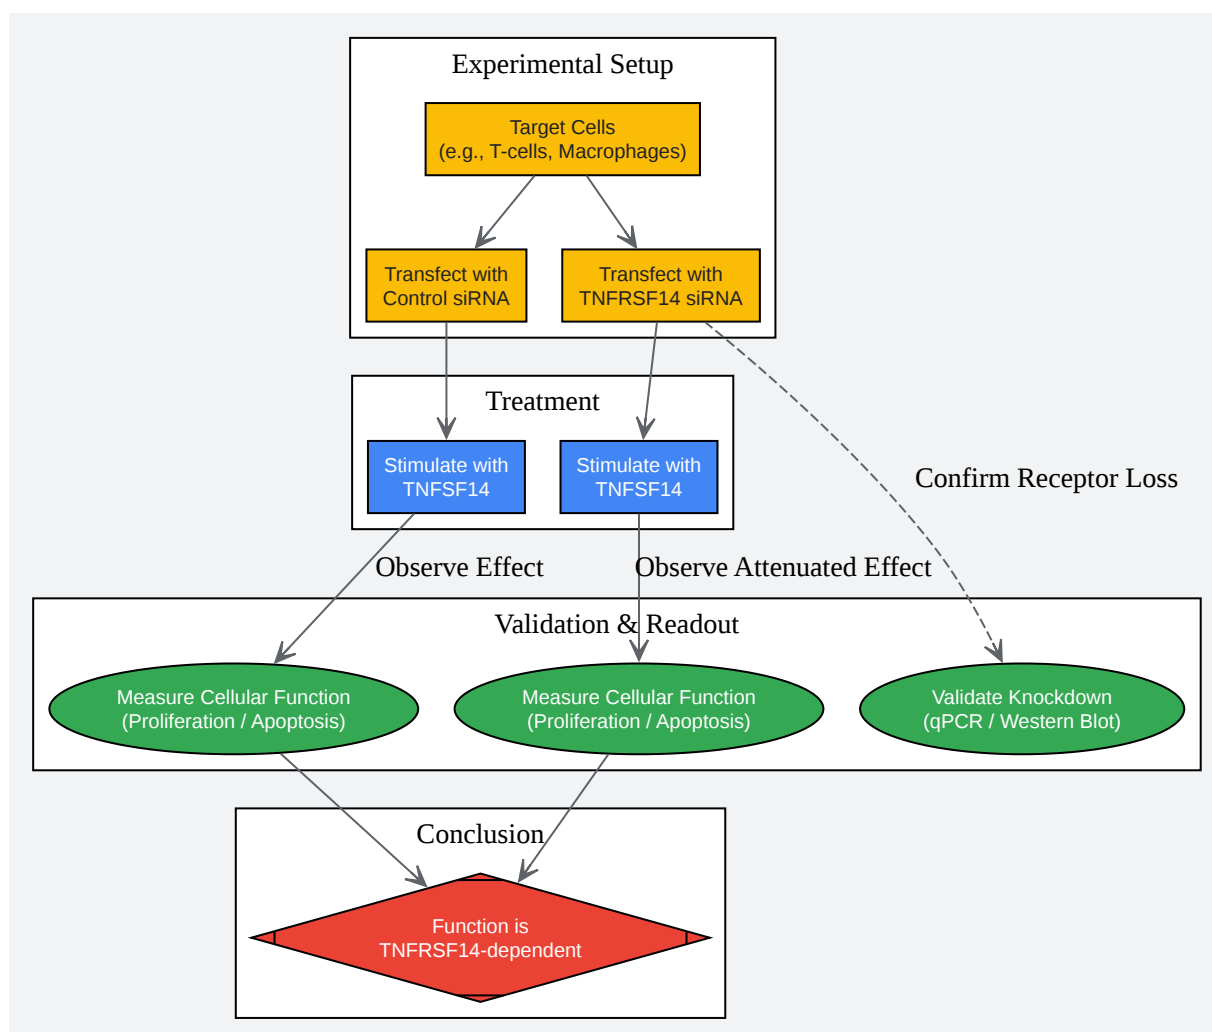 Experimental Setup
Target Cells
(e.g., T-cells, Macrophages)
Transfect with
Control siRNA
Transfect with
TNFRSF14 siRNA
Treatment
Stimulate with
TNFSF14
Stimulate with
TNFSF14
Confirm Receptor Loss
Observe Effect
Observe Attenuated Effect
Validation & Readout
Measure Cellular Function
(Proliferation / Apoptosis)
Measure Cellular Function
(Proliferation / Apoptosis)
Validate Knockdown
(qPCR / Western Blot)
Conclusion
Function is
TNFRSF14-dependent